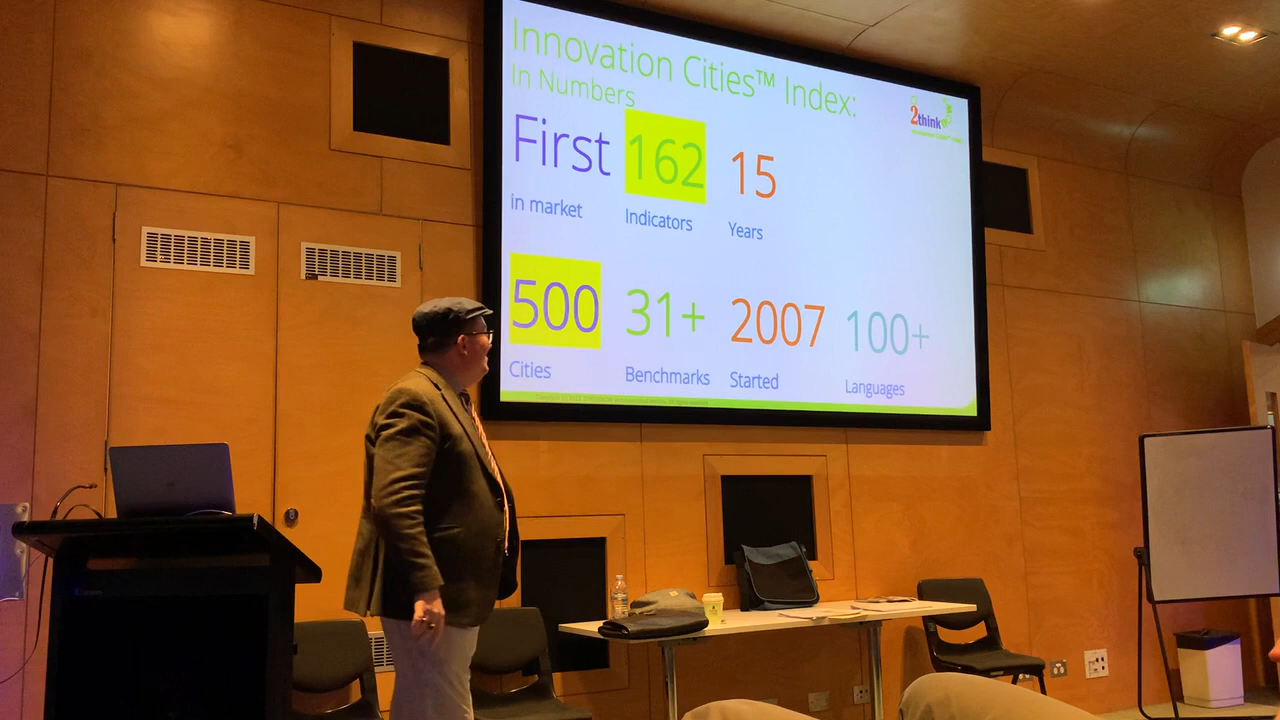 Innovation Cities™ Index:
In Numbers
2think
First
162
15
in market
Indicators
Years
500
31+
2007
100+
Cities
Benchmarks
Started
Languages